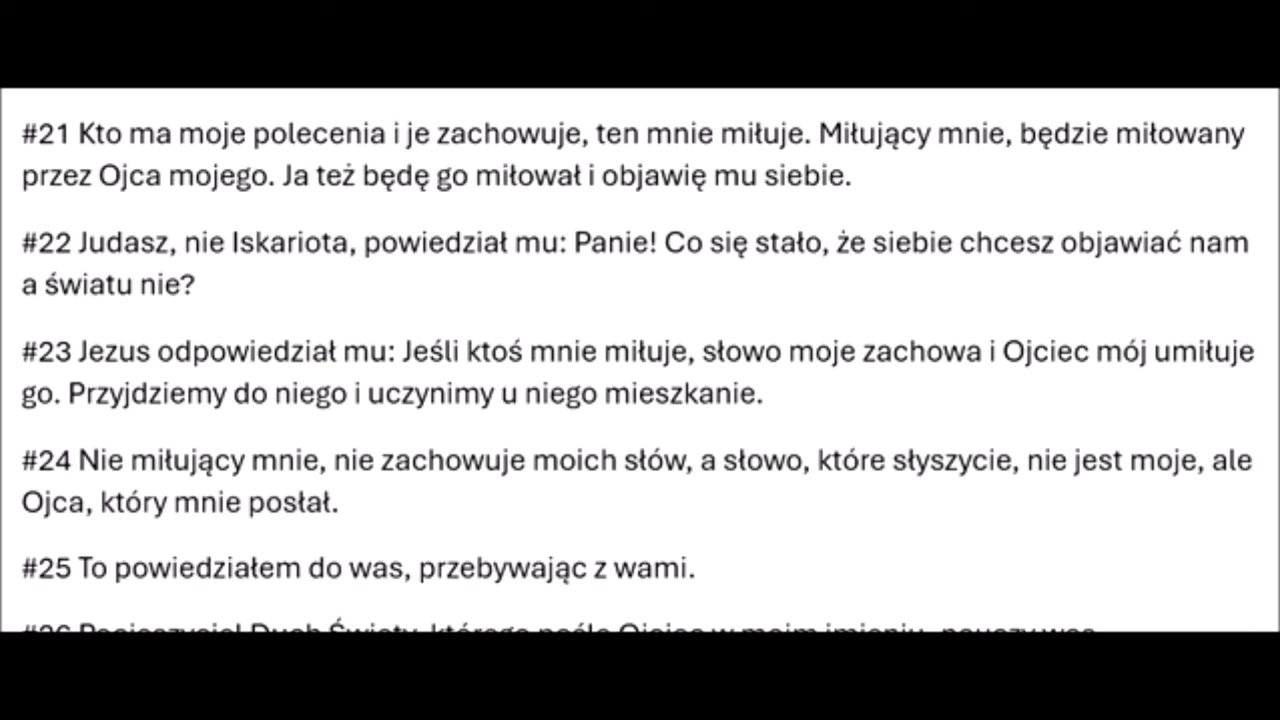 #21 Kto ma moje polecenia i je zachowuje, ten mnie miłuje. Miłujący mnie, będzie miłowany
przez Ojca mojego. Ja też będę go miłował i objawię mu siebie.
#22 Judasz, nie Iskariota, powiedział mu: Panie! Co się stało, że siebie chcesz objawiać nam
a światu nie?
#23 Jezus odpowiedział mu: Jeśli ktoś mnie miłuje, słowo moje zachowa i Ojciec mój umiłuje
go. Przyjdziemy do niego i uczynimy u niego mieszkanie.
#24 Nie miłujący mnie, nie zachowuje moich słów, a słowo, które słyszycie, nie jest moje, ale
Ojca, który mnie posłał.
#25 To powiedziałem do was, przebywając z wami.